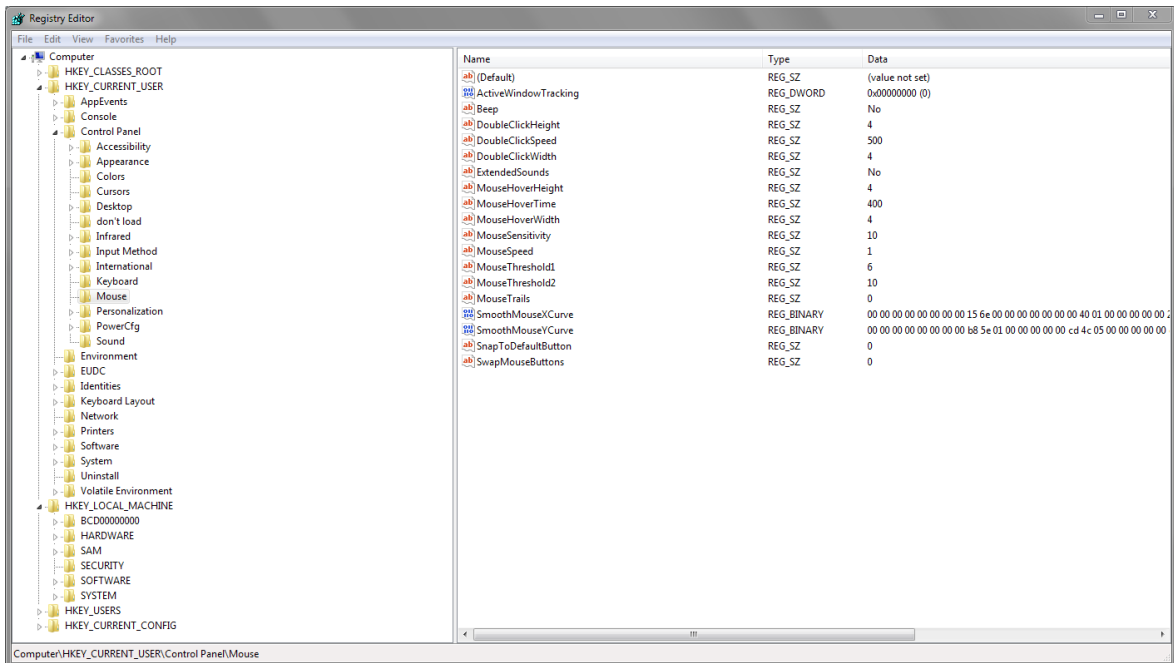 Registry Editor
File Edit View Favorites Help
Computer
HKEY_CLASSES_ROOT
HKEY_CURRENT_USER
AppEvents
Console
Control Panel
Accessibility
Appearance
Colors
Cursors
Desktop
don't load
Infrared
Input Method
International
Keyboard
Mouse
Personalization
PowerCfg
Sound
Environment
EUDC
Identities
Keyboard Layout
Network
Printers
Software
System
Uninstall
Volatile Environment
HKEY_LOCAL_MACHINE
BCD00000000
HARDWARE
SAM
SECURITY
SOFTWARE
SYSTEM
HKEY_USERS
HKEY_CURRENT_CONFIG
Name Type Data
(Default) REG_SZ (value not set)
ActiveWindowTracking REG_DWORD 0x00000000 (0)
Beep REG_SZ No
DoubleClickHeight REG_SZ 4
DoubleClickSpeed REG_SZ 500
DoubleClickWidth REG_SZ 4
ExtendedSounds REG_SZ No
MouseHoverHeight REG_SZ 4
MouseHoverTime REG_SZ 400
MouseHoverWidth REG_SZ 4
MouseSensitivity REG_SZ 10
MouseSpeed REG_SZ 1
MouseThreshold1 REG_SZ 6
MouseThreshold2 REG_SZ 10
MouseTrails REG_SZ 0
SmoothMouseXCurve REG_BINARY 00 00 00 00 00 00 00 00 15 6e 00 00 00 00 00 00 00 40 01 00 00 00 00 00
SmoothMouseYCurve REG_BINARY 00 00 00 00 00 00 00 00 b8 5e 01 00 00 00 00 00 cd 4c 05 00 00 00 00 00
SnapToDefaultButton REG_SZ 0
SwapMouseButtons REG_SZ 0
Computer\HKEY_CURRENT_USER\Control Panel\Mouse